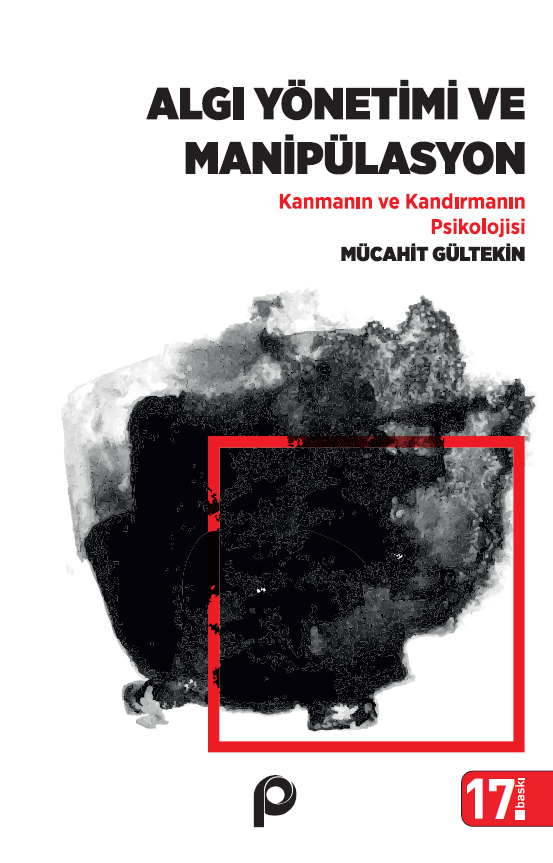 ALGI YÖNETİMİ VE
MANİPÜLASYON
Kanmanın ve Kandırmanın
Psikolojisi
MÜCAHİT GÜLTEKİN
p
17. baskı